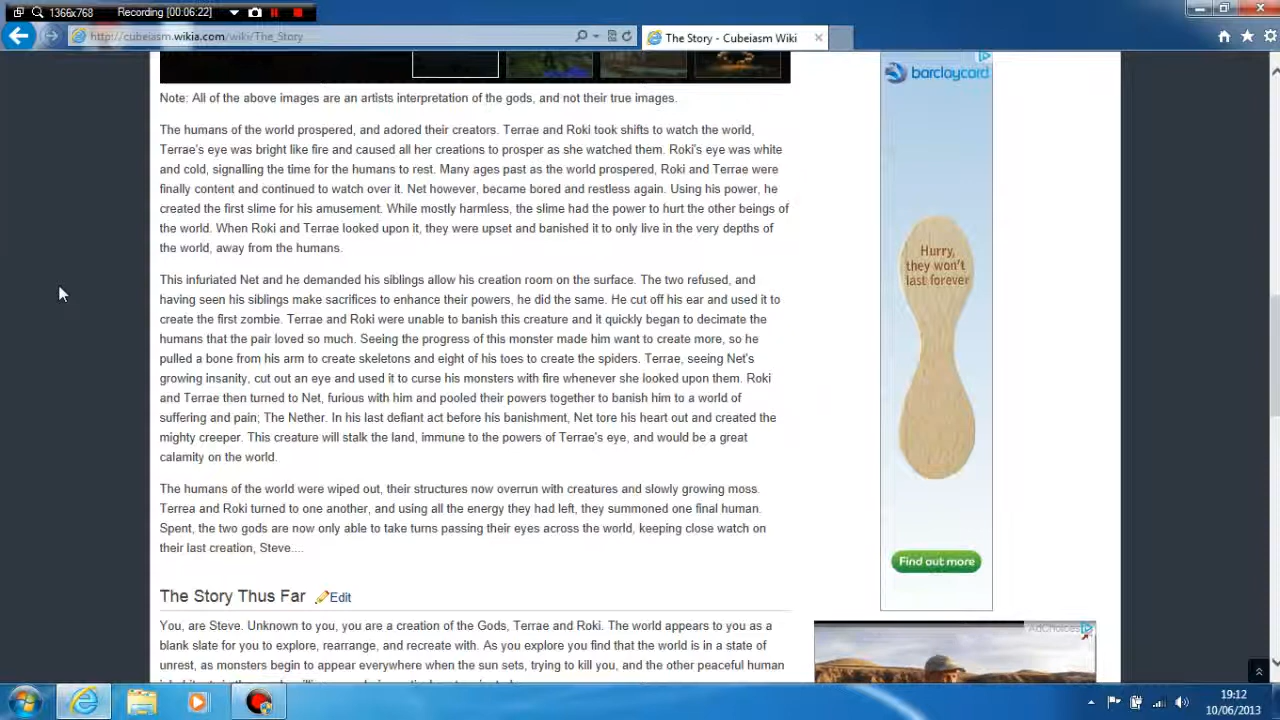 1366x768 Recording [00:06:22]
http://cubeiasm.wikia.com/wiki/The_Story
The Story - Cubeiasm Wiki
Note: All of the above images are an artists interpretation of the gods, and not their true images.
The humans of the world prospered, and adored their creators. Terrae and Roki took shifts to watch the world,
Terrae's eye was bright like fire and caused all her creations to prosper as she watched them. Roki's eye was white
and cold, signalling the time for the humans to rest. Many ages past as the world prospered, Roki and Terrae were
finally content and continued to watch over it. Net however, became bored and restless again. Using his power, he
created the first slime for his amusement. While mostly harmless, the slime had the power to hurt the other beings of
the world. When Roki and Terrae looked upon it, they were upset and banished it to only live in the very depths of
the world, away from the humans.
This infuriated Net and he demanded his siblings allow his creation room on the surface. The two refused, and
having seen his siblings make sacrifices to enhance their powers, he did the same. He cut off his ear and used it to
create the first zombie. Terrae and Roki were unable to banish this creature and it quickly began to decimate the
humans that the pair loved so much. Seeing the progress of this monster made him want to create more, so he
pulled a bone from his arm to create skeletons and eight of his toes to create the spiders. Terrae, seeing Net's
growing insanity, cut out an eye and used it to curse his monsters with fire whenever she looked upon them. Roki
and Terrae then turned to Net, furious with him and pooled their powers together to banish him to a world of
suffering and pain; The Nether. In his last defiant act before his banishment, Net tore his heart out and created the
mighty creeper. This creature will stalk the land, immune to the powers of Terrae's eye, and would be a great
calamity on the world.
The humans of the world were wiped out, their structures now overrun with creatures and slowly growing moss.
Terrea and Roki turned to one another, and using all the energy they had left, they summoned one final human.
Spent, the two gods are now only able to take turns passing their eyes across the world, keeping close watch on
their last creation, Steve....
The Story Thus Far Edit
You, are Steve. Unknown to you, you are a creation of the Gods, Terrae and Roki. The world appears to you as a
blank slate for you to explore, rearrange, and recreate with. As you explore you find that the world is in a state of
unrest, as monsters begin to appear everywhere when the sun sets, trying to kill you, and the other peaceful human
barclaycard
Hurry,
they won't
last forever
Find out more
AdChoices
19:12
10/06/2013